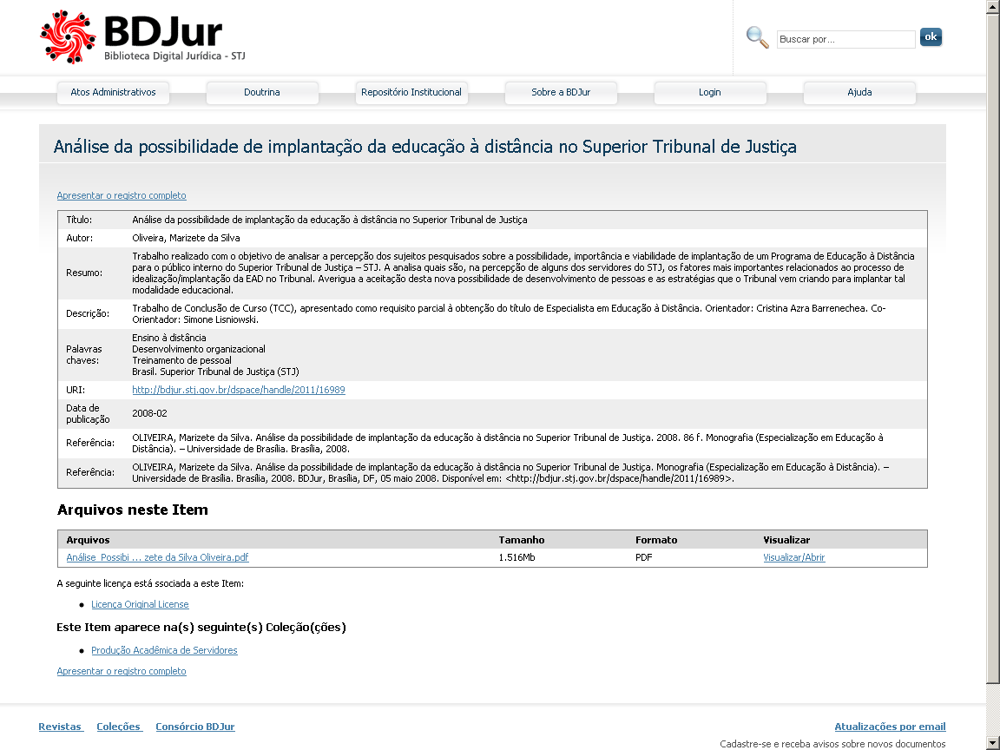 BDJur
Biblioteca Digital Jurídica - STJ
Buscar por...
ok
Atos Administrativos
Doutrina
Repositório Institucional
Sobre a BDJur
Login
Ajuda
Análise da possibilidade de implantação da educação à distância no Superior Tribunal de Justiça
Apresentar o registro completo
Título: Análise da possibilidade de implantação da educação à distância no Superior Tribunal de Justiça
Autor: Oliveira, Marizete da Silva
Resumo: Trabalho realizado com o objetivo de analisar a percepção dos sujeitos pesquisados sobre a possibilidade, importância e viabilidade de implantação de um Programa de Educação à Distância
para o público interno do Superior Tribunal de Justiça – STJ. A analisa quais são, na percepção de alguns dos servidores do STJ, os fatores mais importantes relacionados ao processo de
idealização/implantação da EAD no Tribunal. Averigua a aceitação desta nova possibilidade de desenvolvimento de pessoas e as estratégias que o Tribunal vem criando para implantar tal
modalidade educacional.
Descrição: Trabalho de Conclusão de Curso (TCC), apresentado como requisito parcial à obtenção do título de Especialista em Educação à Distância. Orientador: Cristina Azra Barrenechea. Co-
Orientador: Simone Lisniowski.
Palavras
chaves:
Ensino à distância
Desenvolvimento organizacional
Treinamento de pessoal
Brasil. Superior Tribunal de Justiça (STJ)
URI: http://bdjur.stj.gov.br/dspace/handle/2011/16989
Data de
publicação
2008-02
Referência: OLIVEIRA, Marizete da Silva. Análise da possibilidade de implantação da educação à distância no Superior Tribunal de Justiça. 2008. 86 f. Monografia (Especialização em Educação à
Distância). – Universidade de Brasília. Brasília, 2008.
Referência: OLIVEIRA, Marizete da Silva. Análise da possibilidade de implantação da educação à distância no Superior Tribunal de Justiça. Monografia (Especialização em Educação à Distância). –
Universidade de Brasília. Brasília, 2008. BDJur, Brasília, DF, 05 maio 2008. Disponível em: <http://bdjur.stj.gov.br/dspace/handle/2011/16989>.
Arquivos neste Item
Arquivos Tamanho Formato Visualizar
Análise_Possibi ... zete da Silva Oliveira.pdf 1.516Mb PDF Visualizar/Abrir
A seguinte licença está ssociada a este Item:
Licença Original License
Este Item aparece na(s) seguinte(s) Coleção(ções)
Produção Acadêmica de Servidores
Apresentar o registro completo
Revistas Coleções Consórcio BDJur
Atualizações por email
Cadastre-se e receba avisos sobre novos documentos